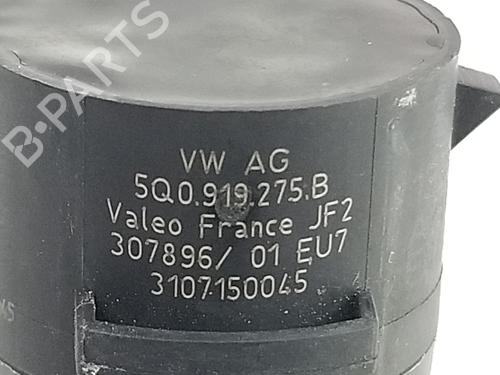 B-PARTS
VW AG
5Q0.919.275.B
Valeo France JF2
307896/ 01 EU7
3107150045